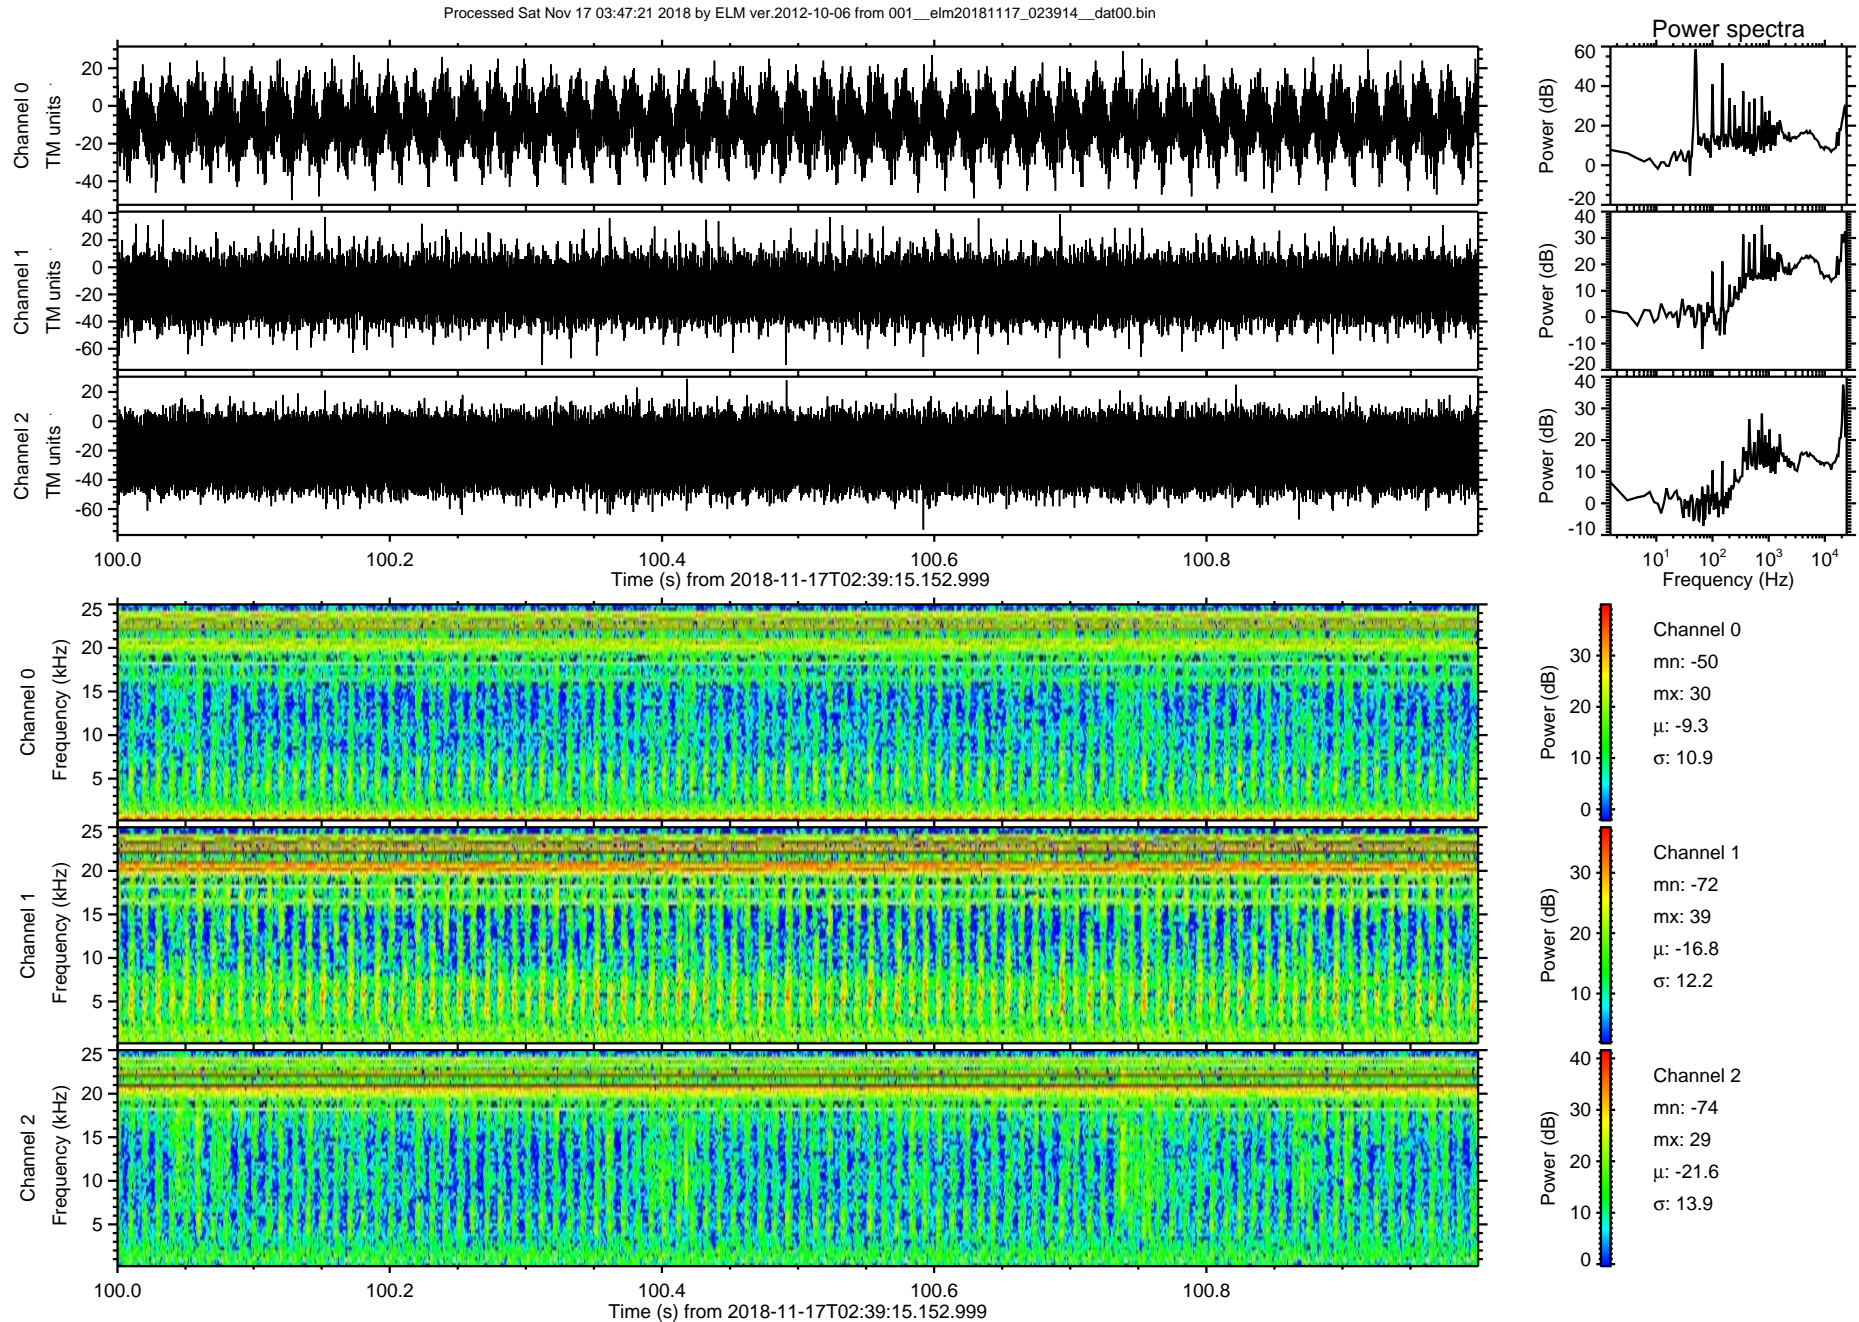 Processed Sat Nov 17 03:47:21 2018 by ELM ver.2012-10-06 from 001__elm20181117_023914__dat00.bin
Power spectra
Channel 0
TM units
20
0
-20
-40
Power (dB)
60
40
20
0
-20
Channel 1
TM units
40
20
0
-20
-40
-60
Power (dB)
40
30
20
10
0
-10
-20
Channel 2
TM units
20
0
-20
-40
-60
Power (dB)
40
30
20
10
0
-10
100.0 100.2 100.4 100.6 100.8
Time (s) from 2018-11-17T02:39:15.152.999
10^1 10^2 10^3 10^4
Frequency (Hz)
Channel 0
Frequency (kHz)
25
20
15
10
5
Power (dB)
30
20
10
0
Channel 0
mn: -50
mx: 30
μ: -9.3
σ: 10.9
Channel 1
Frequency (kHz)
25
20
15
10
5
Power (dB)
30
20
10
Channel 1
mn: -72
mx: 39
μ: -16.8
σ: 12.2
Channel 2
Frequency (kHz)
25
20
15
10
5
Power (dB)
40
30
20
10
0
Channel 2
mn: -74
mx: 29
μ: -21.6
σ: 13.9
100.0 100.2 100.4 100.6 100.8
Time (s) from 2018-11-17T02:39:15.152.999